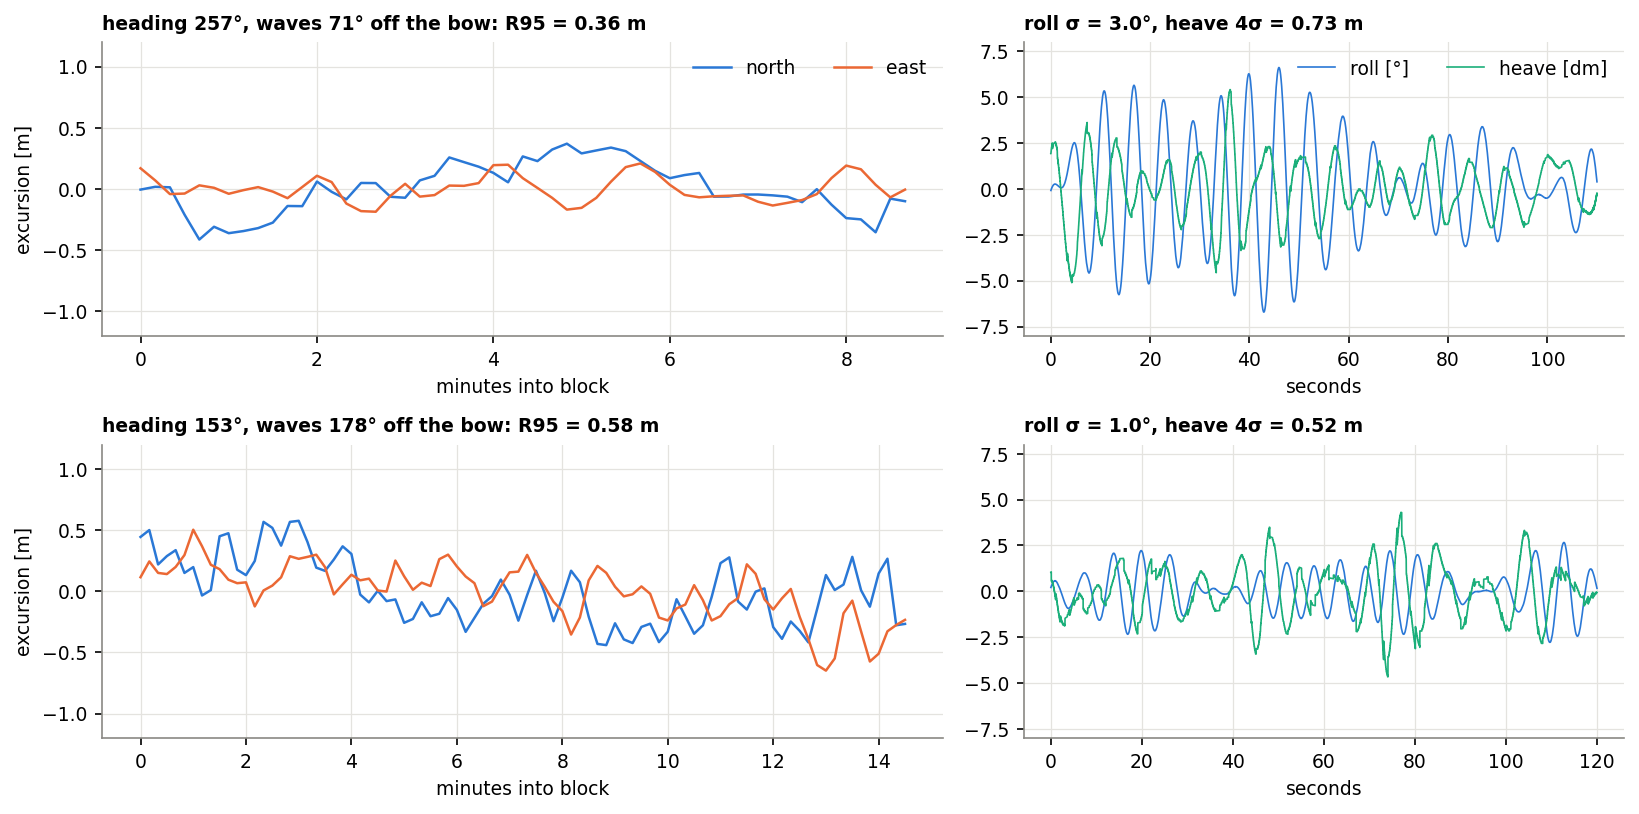 heading 257°, waves 71° off the bow: R95 = 0.36 m
north
east
1.0
0.5
0.0
−0.5
−1.0
excursion [m]
0 2 4 6 8
minutes into block
roll σ = 3.0°, heave 4σ = 0.73 m
roll [°]
heave [dm]
7.5
5.0
2.5
0.0
−2.5
−5.0
−7.5
0 20 40 60 80 100
seconds
heading 153°, waves 178° off the bow: R95 = 0.58 m
1.0
0.5
0.0
−0.5
−1.0
excursion [m]
0 2 4 6 8 10 12 14
minutes into block
roll σ = 1.0°, heave 4σ = 0.52 m
7.5
5.0
2.5
0.0
−2.5
−5.0
−7.5
0 20 40 60 80 100 120
seconds